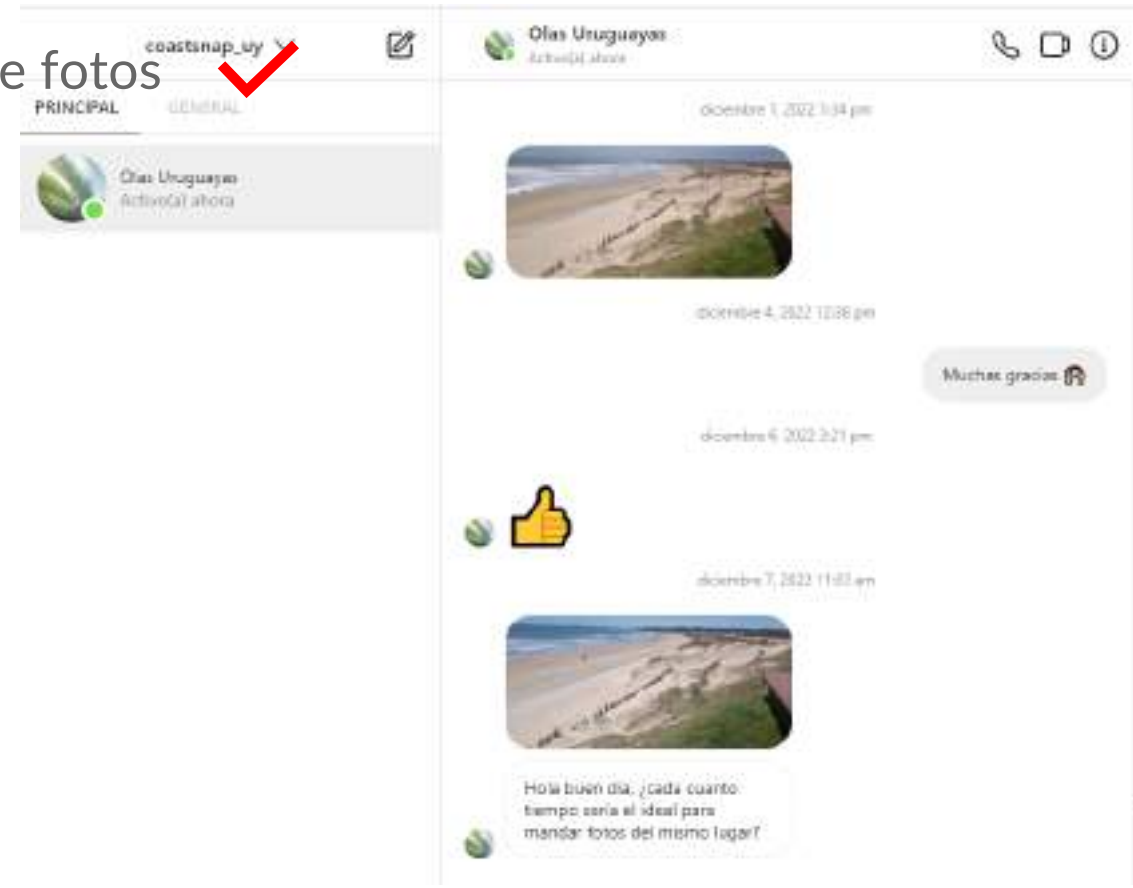 coastsnap_uy
e fotos
PRINCIPAL GENERAL
Olas Uruguayas
Activo(a) ahora
Olas Uruguayas
Activo(a) ahora
diciembre 1, 2022 1:34 pm
diciembre 4, 2022 12:38 pm
Muchas gracias
diciembre 6, 2022 3:21 pm
diciembre 7, 2022 am
Hola buen día, ¿cada cuanto
tiempo sería el ideal para
mandar fotos del mismo lugar?